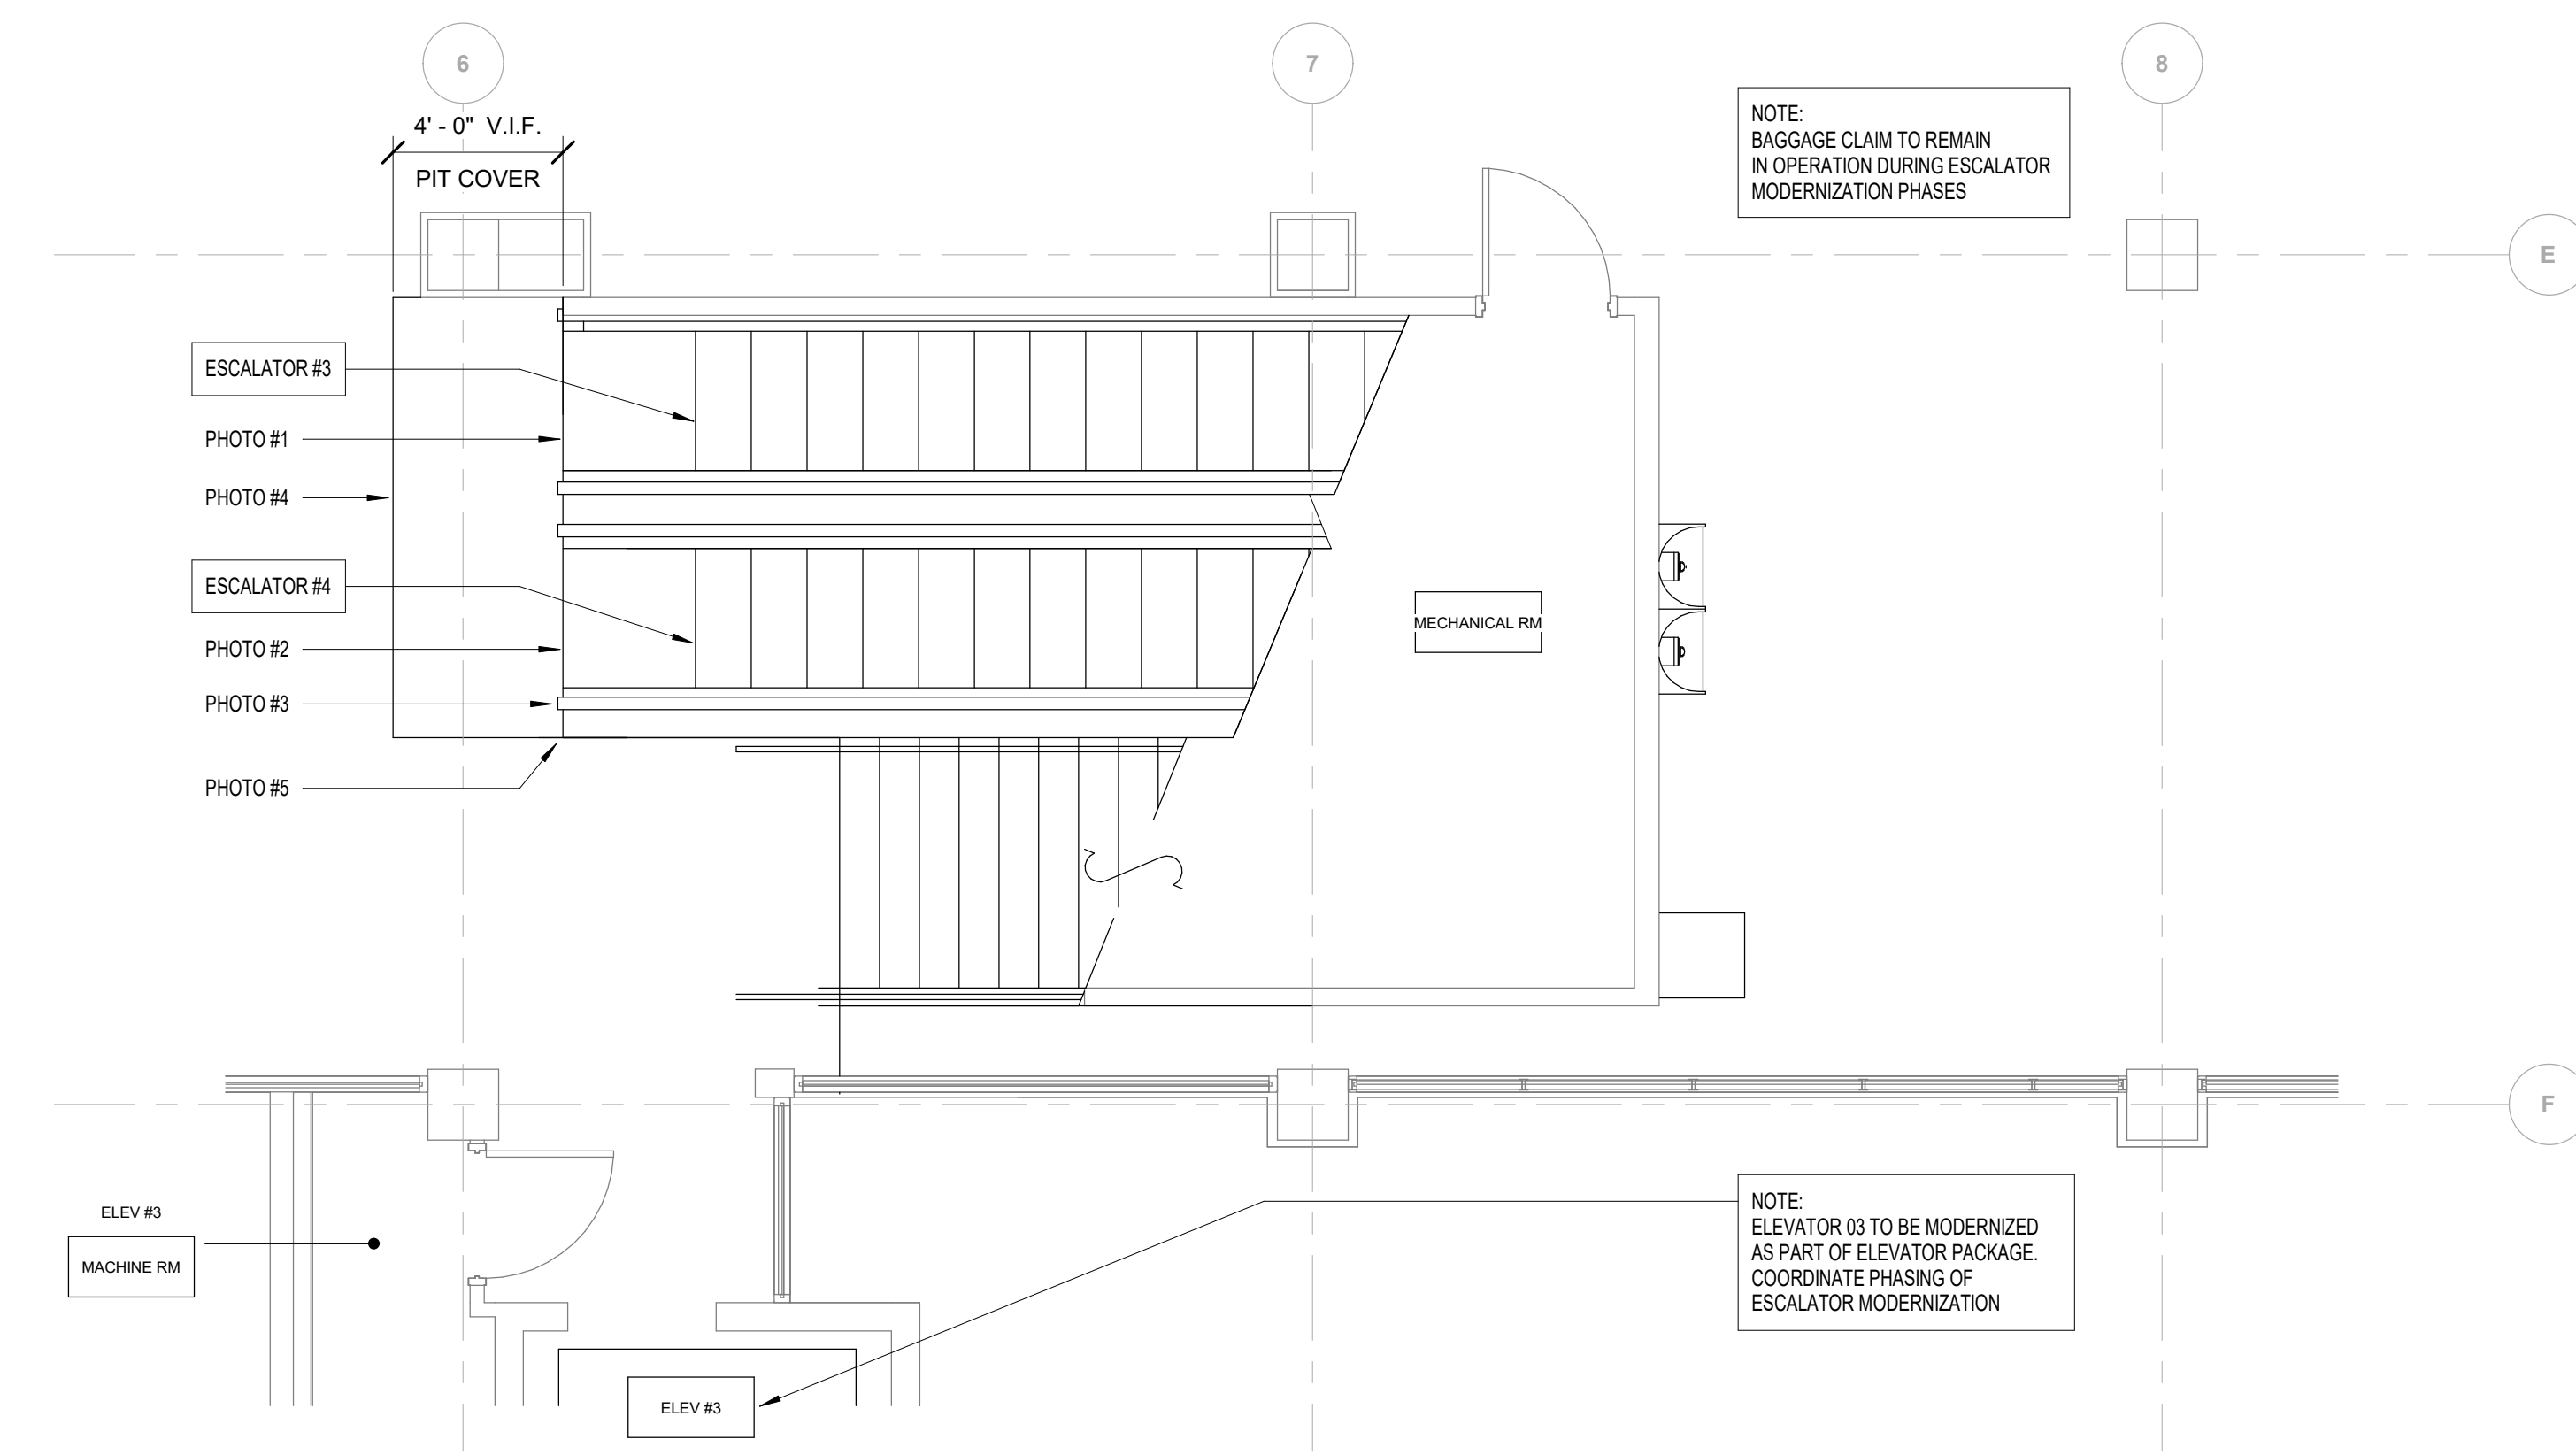 6
7
8
4' - 0" V.I.F.
PIT COVER
NOTE:
BAGGAGE CLAIM TO REMAIN
IN OPERATION DURING ESCALATOR
MODERNIZATION PHASES
E
ESCALATOR #3
PHOTO #1
PHOTO #4
ESCALATOR #4
MECHANICAL RM
PHOTO #2
PHOTO #3
PHOTO #5
F
NOTE:
ELEVATOR 03 TO BE MODERNIZED
AS PART OF ELEVATOR PACKAGE.
COORDINATE PHASING OF
ESCALATOR MODERNIZATION
ELEV #3
MACHINE RM
ELEV #3